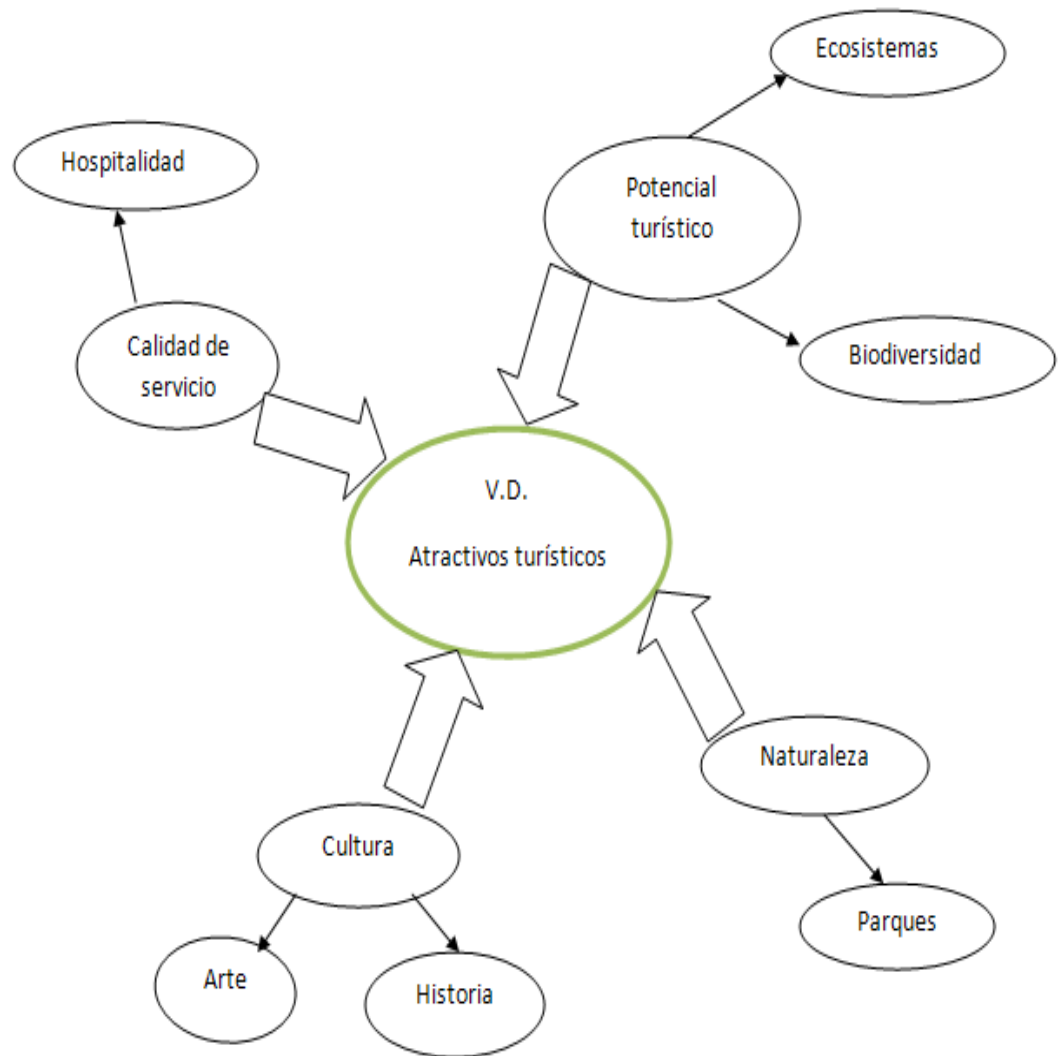 Ecosistemas
Hospitalidad
Potencial
turístico
Calidad de
servicio
Biodiversidad
V.D.
Atractivos turísticos
Naturaleza
Cultura
Parques
Arte
Historia